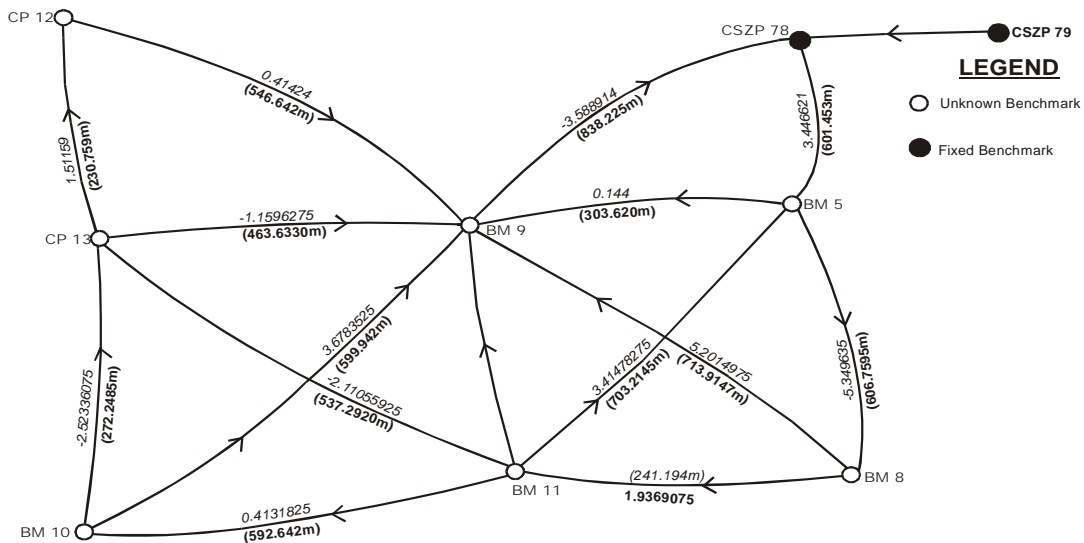 CP 12
CSZP 78
CSZP 79
LEGEND
Unknown Benchmark
Fixed Benchmark
0.41424
(546.642m)
-3.588914
(838.225m)
3.446621
(601.453m)
1.51159
(230.759m)
0.144
(303.620m)
BM 5
-1.1596275
(463.6330m)
CP 13
BM 9
3.6783525
(599.942m)
-2.11055925
(537.2920m)
3.41478275
(703.2145m)
5.2014975
(713.9147m)
-5.349635
(606.7595m)
-2.52336075
(272.2485m)
(241.194m)
1.9369075
BM 8
BM 11
0.4131825
(592.642m)
BM 10